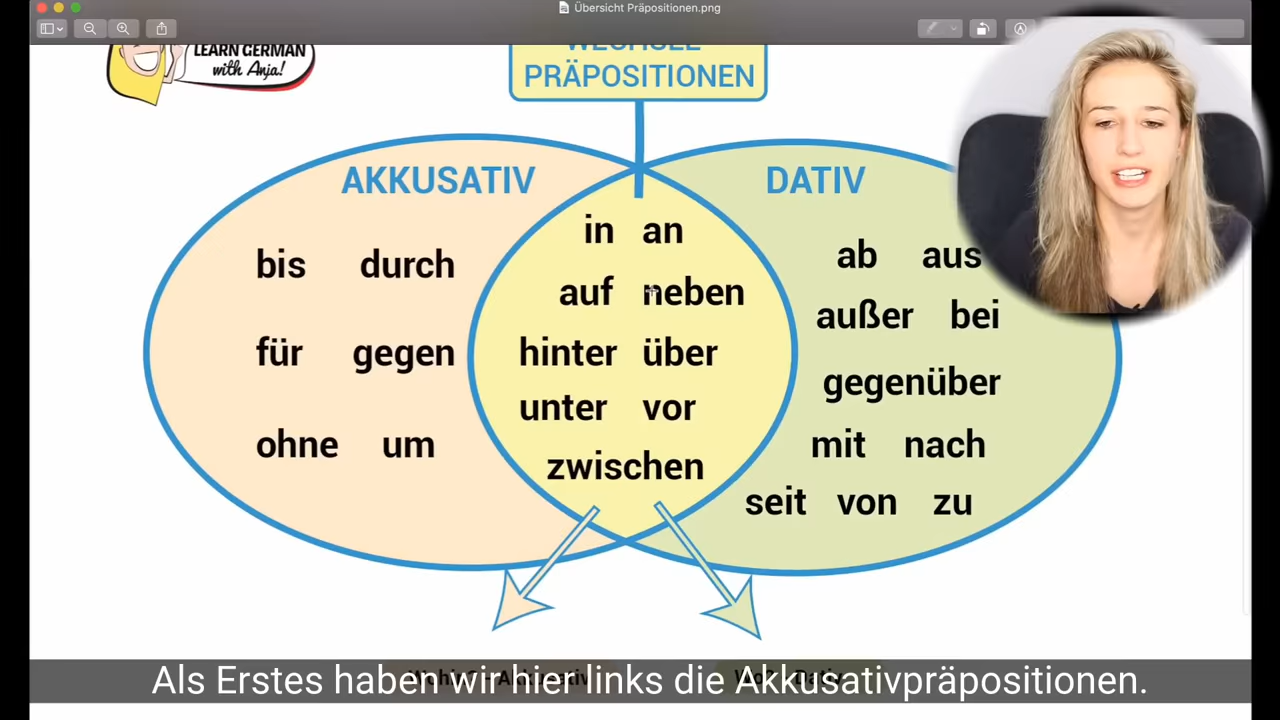 Übersicht Präpositionen.png
LEARN GERMAN
with Anja!
WECHSEL
PRÄPOSITIONEN
AKKUSATIV
DATIV
in an
auf neben
hinter über
unter vor
zwischen
bis durch
für gegen
ohne um
ab aus
außer bei
gegenüber
mit nach
seit von zu
Als Erstes haben wir hier links die Akkusativpräpositionen.